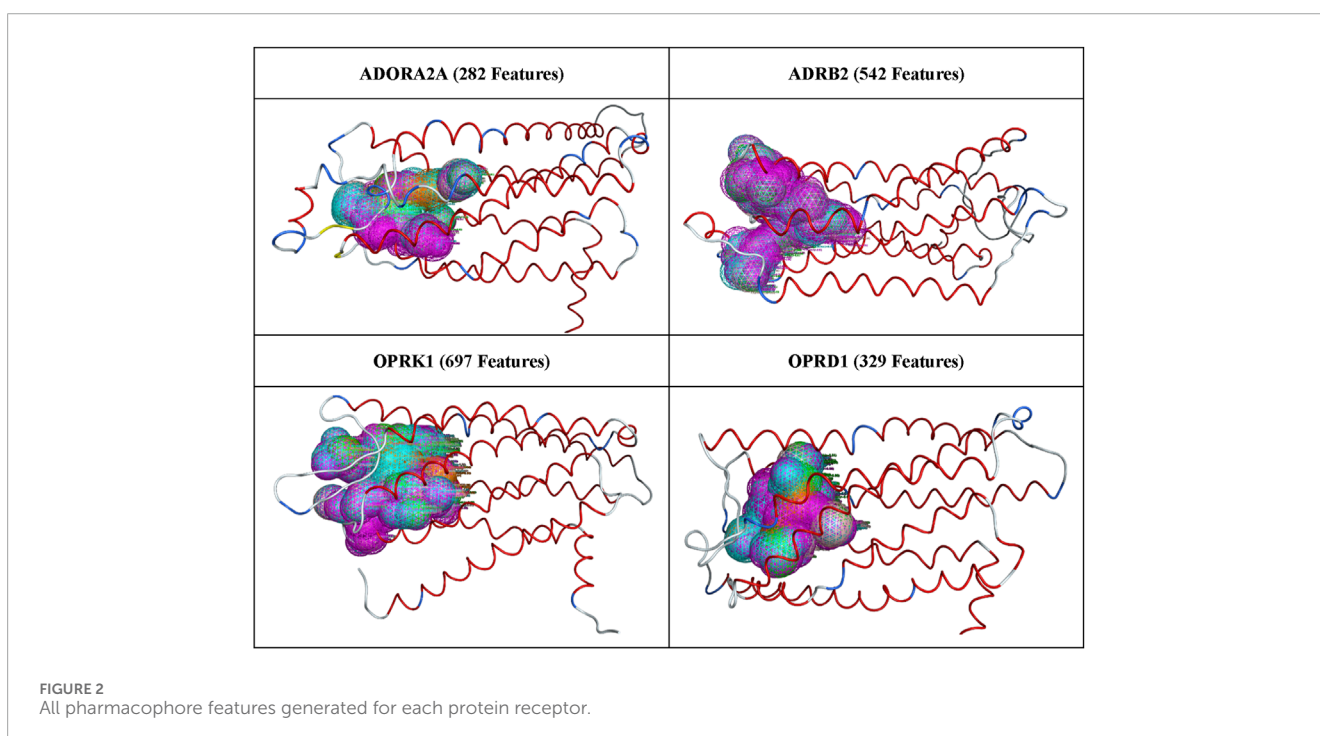 ADORA2A (282 Features)
ADRB2 (542 Features)
OPRK1 (697 Features)
OPRD1 (329 Features)
FIGURE 2
All pharmacophore features generated for each protein receptor.